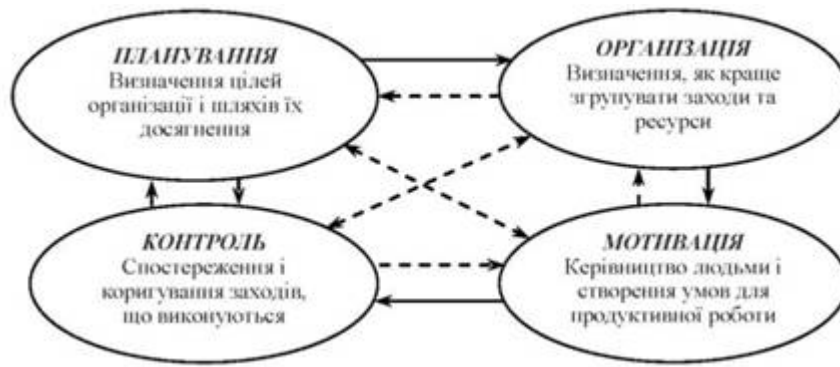 ПЛАНУВАННЯ
Визначення цілей
організації і шляхів їх
досягнення
ОРГАНІЗАЦІЯ
Визначення, як краще
згрупувати заходи та
ресурси
КОНТРОЛЬ
Спостереження і
коригування заходів,
що виконуються
МОТИВАЦІЯ
Керівництво людьми і
створення умов для
продуктивної роботи